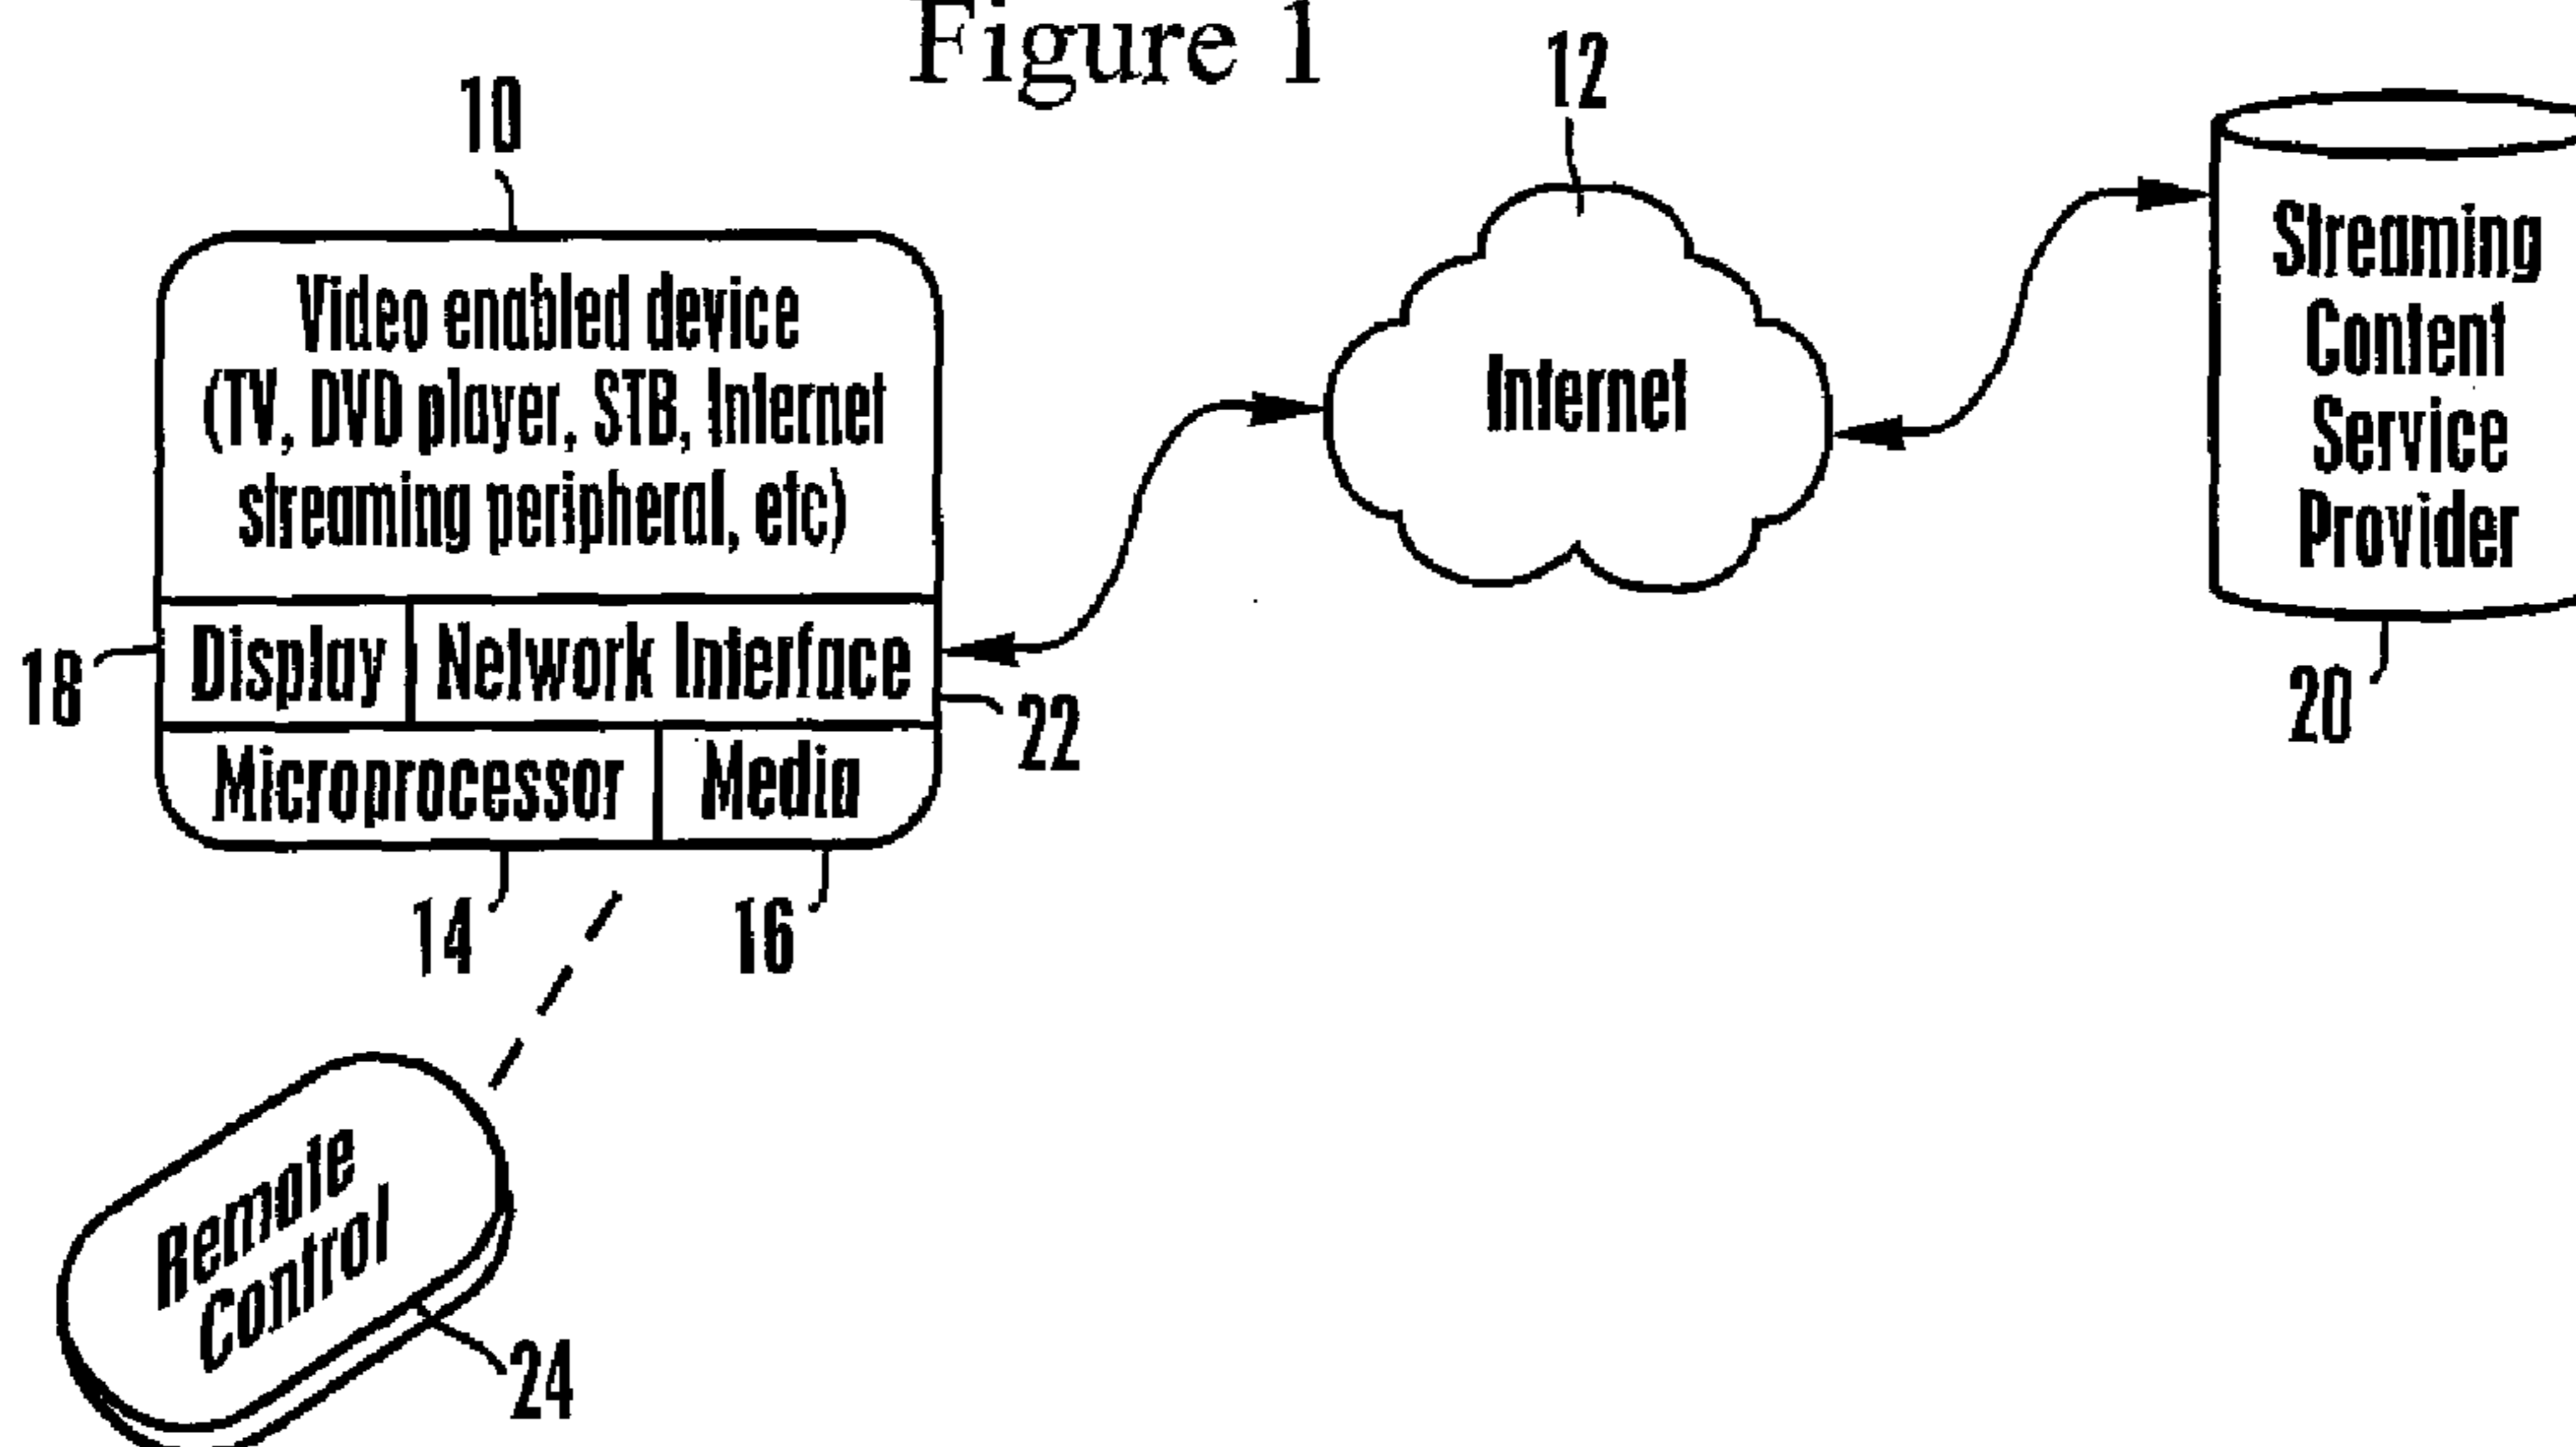 Figure 1
10
12
Video enabled device
(TV, DVD player, STB, Internet
streaming peripheral, etc)
Display
Network Interface
Microprocessor
Media
18
22
14
16
Internet
Streaming
Content
Service
Provider
20
Remote
Control
24